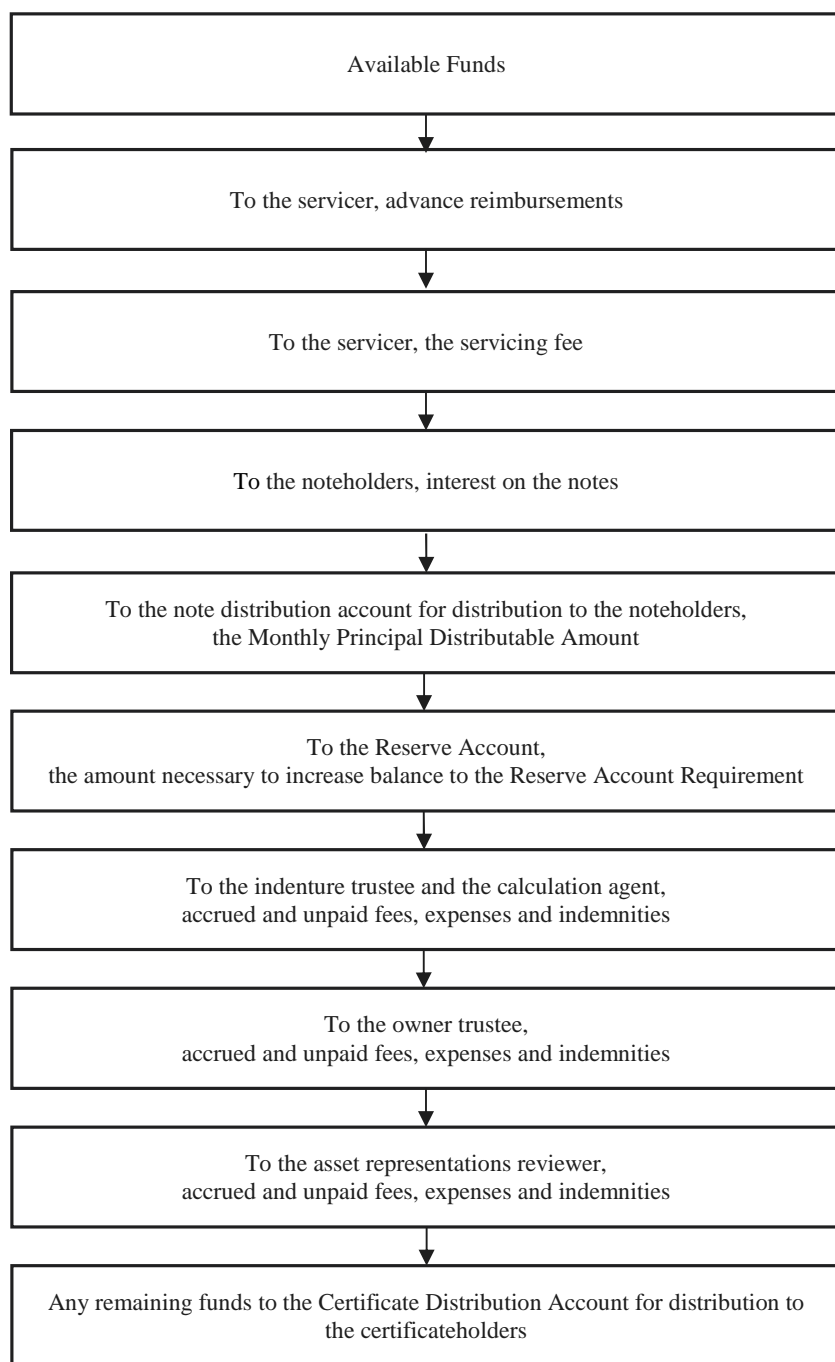 Available Funds
To the servicer, advance reimbursements
To the servicer, the servicing fee
To the noteholders, interest on the notes
To the note distribution account for distribution to the noteholders,
the Monthly Principal Distributable Amount
To the Reserve Account,
the amount necessary to increase balance to the Reserve Account Requirement
To the indenture trustee and the calculation agent,
accrued and unpaid fees, expenses and indemnities
To the owner trustee,
accrued and unpaid fees, expenses and indemnities
To the asset representations reviewer,
accrued and unpaid fees, expenses and indemnities
Any remaining funds to the Certificate Distribution Account for distribution to
the certificateholders